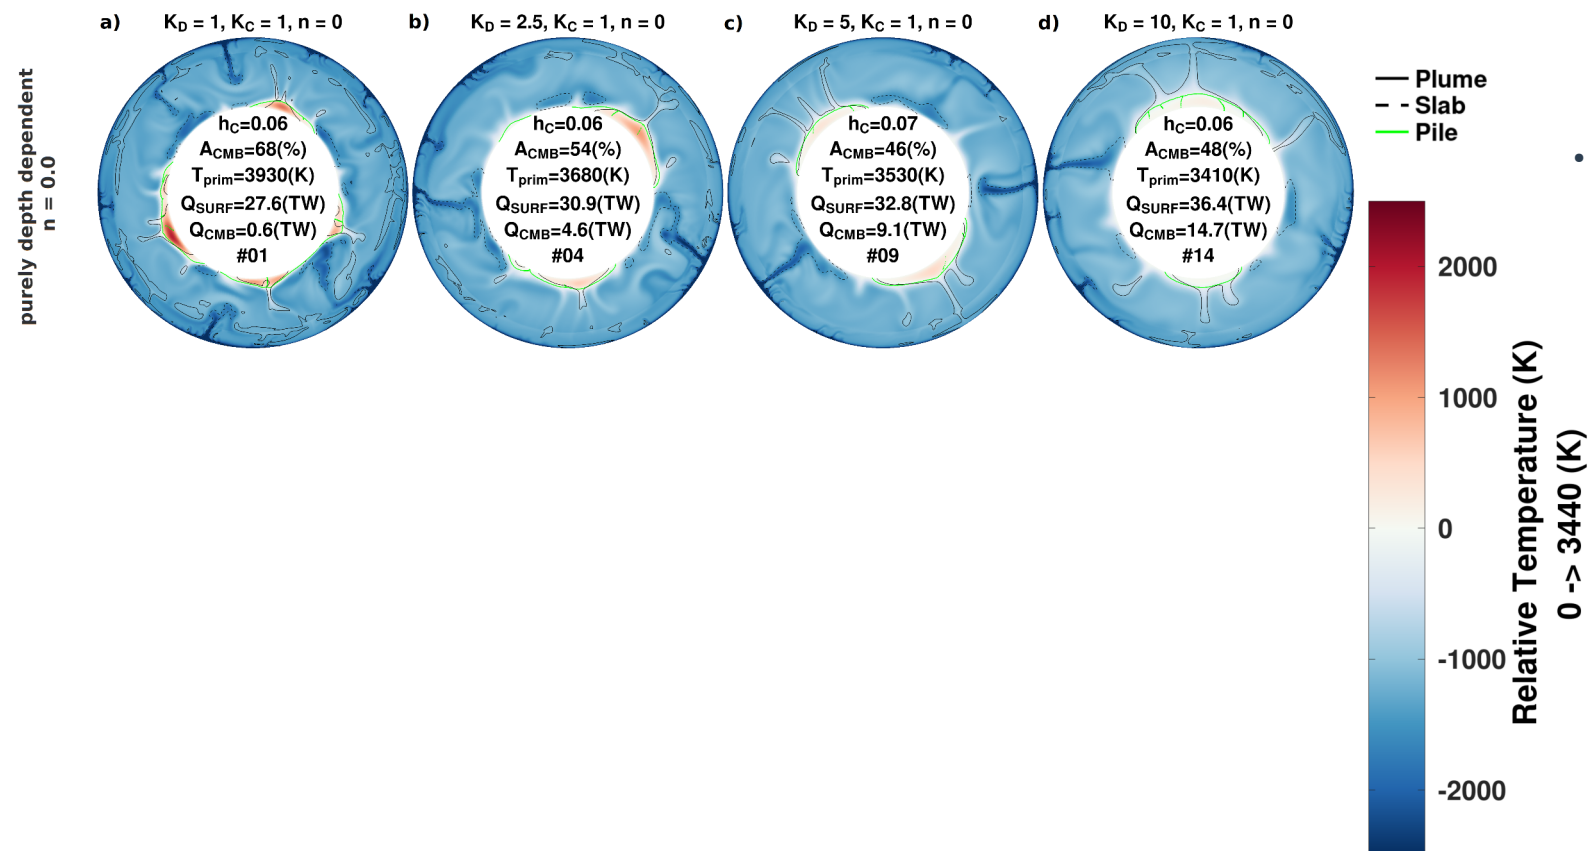 a) K_D = 1, K_C = 1, n = 0
b) K_D = 2.5, K_C = 1, n = 0
c) K_D = 5, K_C = 1, n = 0
d) K_D = 10, K_C = 1, n = 0
purely depth dependent
n = 0.0
h_C=0.06
A_CMB=68(%)
T_prim=3930(K)
Q_SURF=27.6(TW)
Q_CMB=0.6(TW)
#01
h_C=0.06
A_CMB=54(%)
T_prim=3680(K)
Q_SURF=30.9(TW)
Q_CMB=4.6(TW)
#04
h_C=0.07
A_CMB=46(%)
T_prim=3530(K)
Q_SURF=32.8(TW)
Q_CMB=9.1(TW)
#09
h_C=0.06
A_CMB=48(%)
T_prim=3410(K)
Q_SURF=36.4(TW)
Q_CMB=14.7(TW)
#14
Plume
Slab
Pile
2000
1000
0
-1000
-2000
Relative Temperature (K)
0 -> 3440 (K)